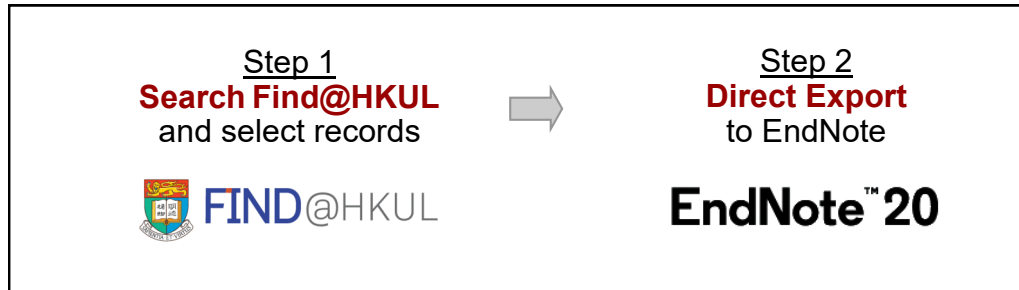 Step 1
Search Find@HKUL
and select records
FIND@HKUL
Step 2
Direct Export
to EndNote
EndNote™20